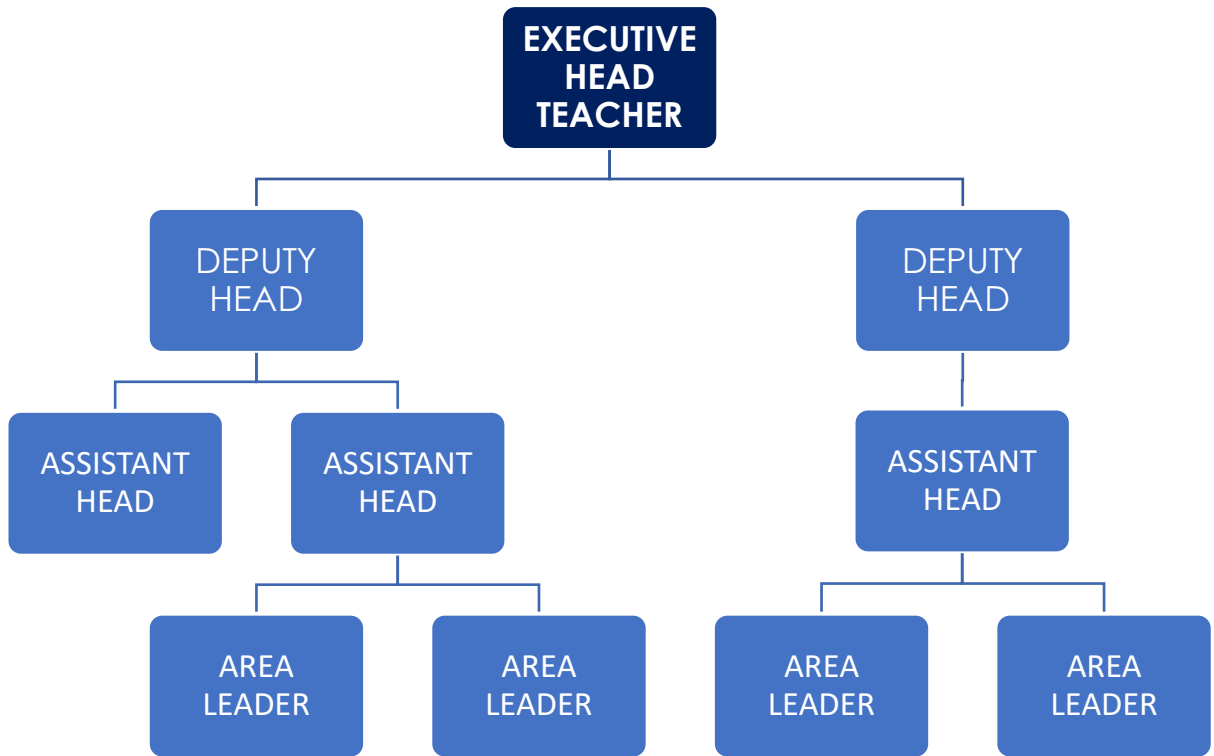 EXECUTIVE
HEAD
TEACHER
DEPUTY
HEAD
DEPUTY
HEAD
ASSISTANT
HEAD
ASSISTANT
HEAD
ASSISTANT
HEAD
AREA
LEADER
AREA
LEADER
AREA
LEADER
AREA
LEADER